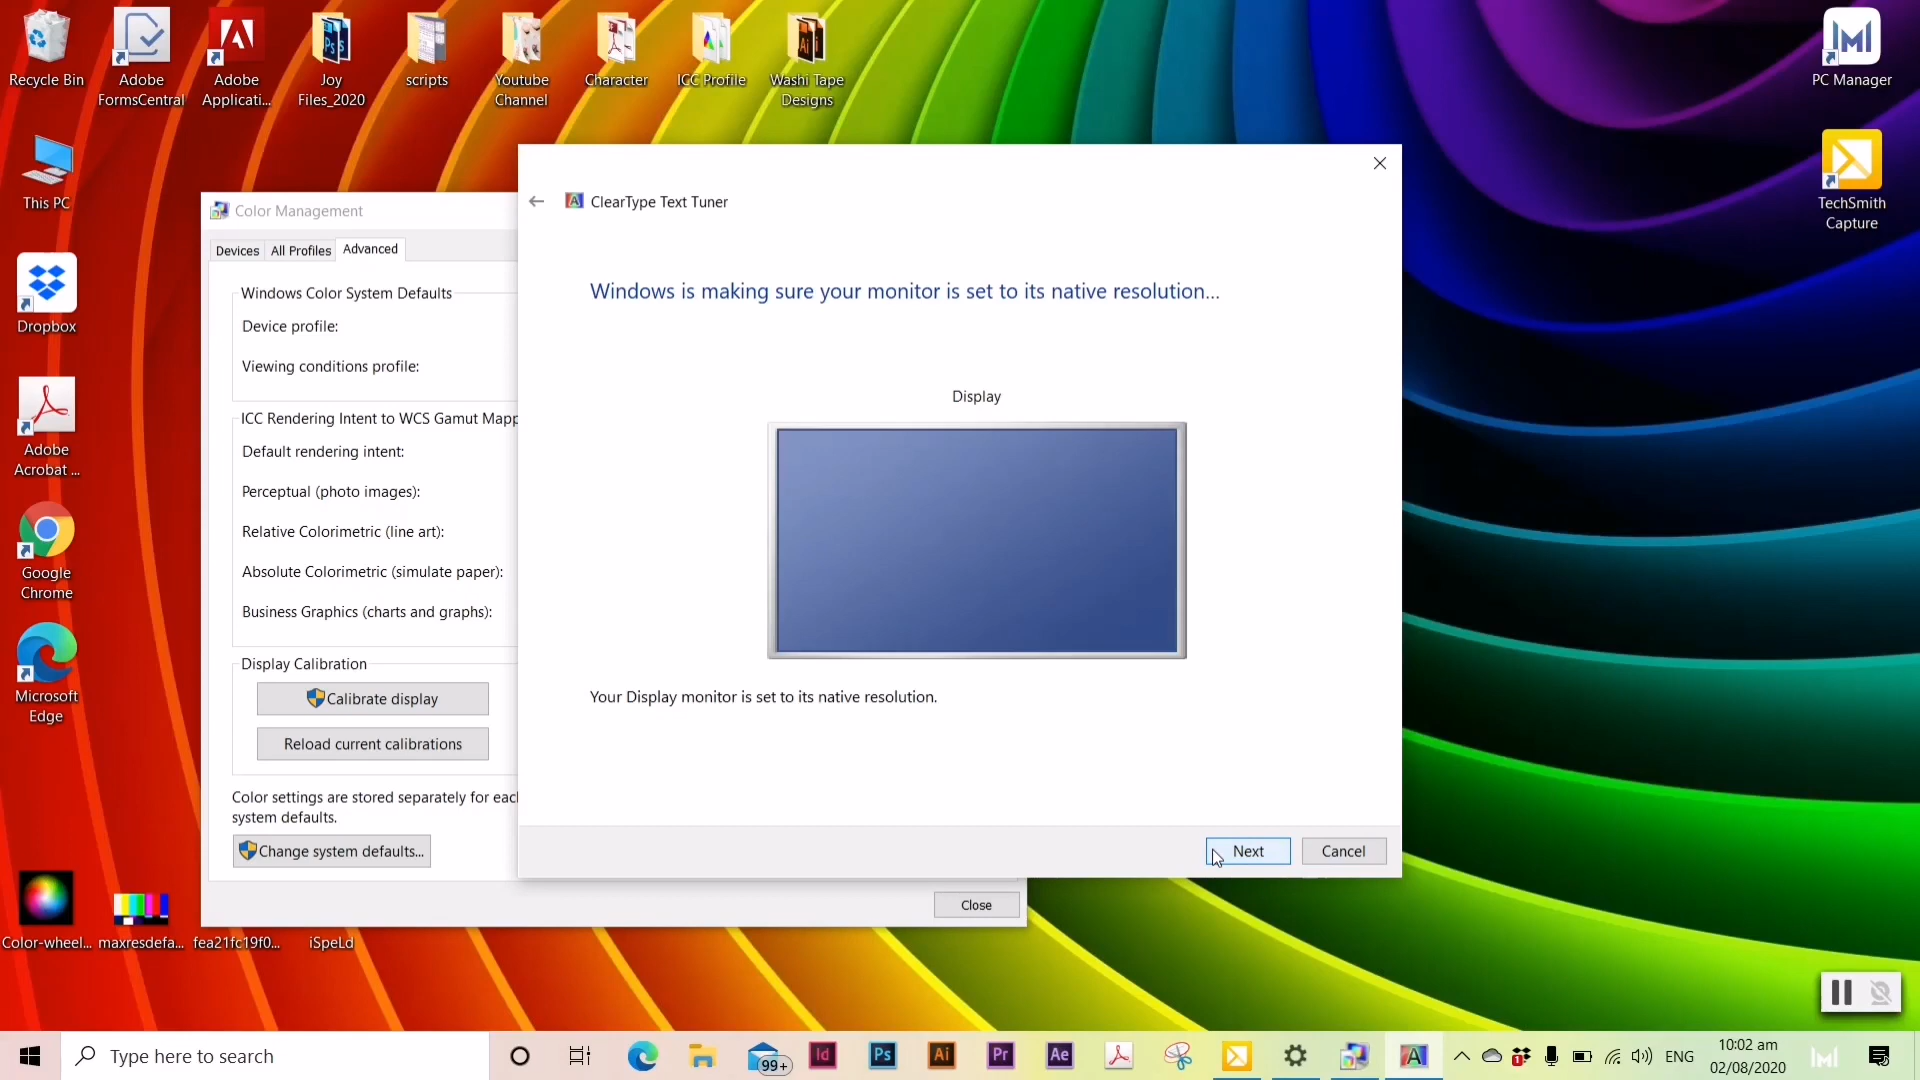 Recycle Bin
Adobe
FormsCentral
Adobe
Applicati...
Joy
Files_2020
scripts
Youtube
Channel
Character
ICC Profile
Washi Tape
Designs
PC Manager
This PC
TechSmith
Capture
Dropbox
Adobe
Acrobat ...
Google
Chrome
Microsoft
Edge
Color-wheel...
maxresdefa...
fea21fc19f0...
iSpeLd
Color Management
Devices
All Profiles
Advanced
Windows Color System Defaults
Device profile:
Viewing conditions profile:
ICC Rendering Intent to WCS Gamut Mapp
Default rendering intent:
Perceptual (photo images):
Relative Colorimetric (line art):
Absolute Colorimetric (simulate paper):
Business Graphics (charts and graphs):
Display Calibration
Calibrate display
Reload current calibrations
Color settings are stored separately for each
system defaults.
Change system defaults...
Close
ClearType Text Tuner
Windows is making sure your monitor is set to its native resolution...
Display
Your Display monitor is set to its native resolution.
Next
Cancel
Type here to search
99+
Id
Ps
Ai
Pr
Ae
1
ENG
10:02 am
02/08/2020